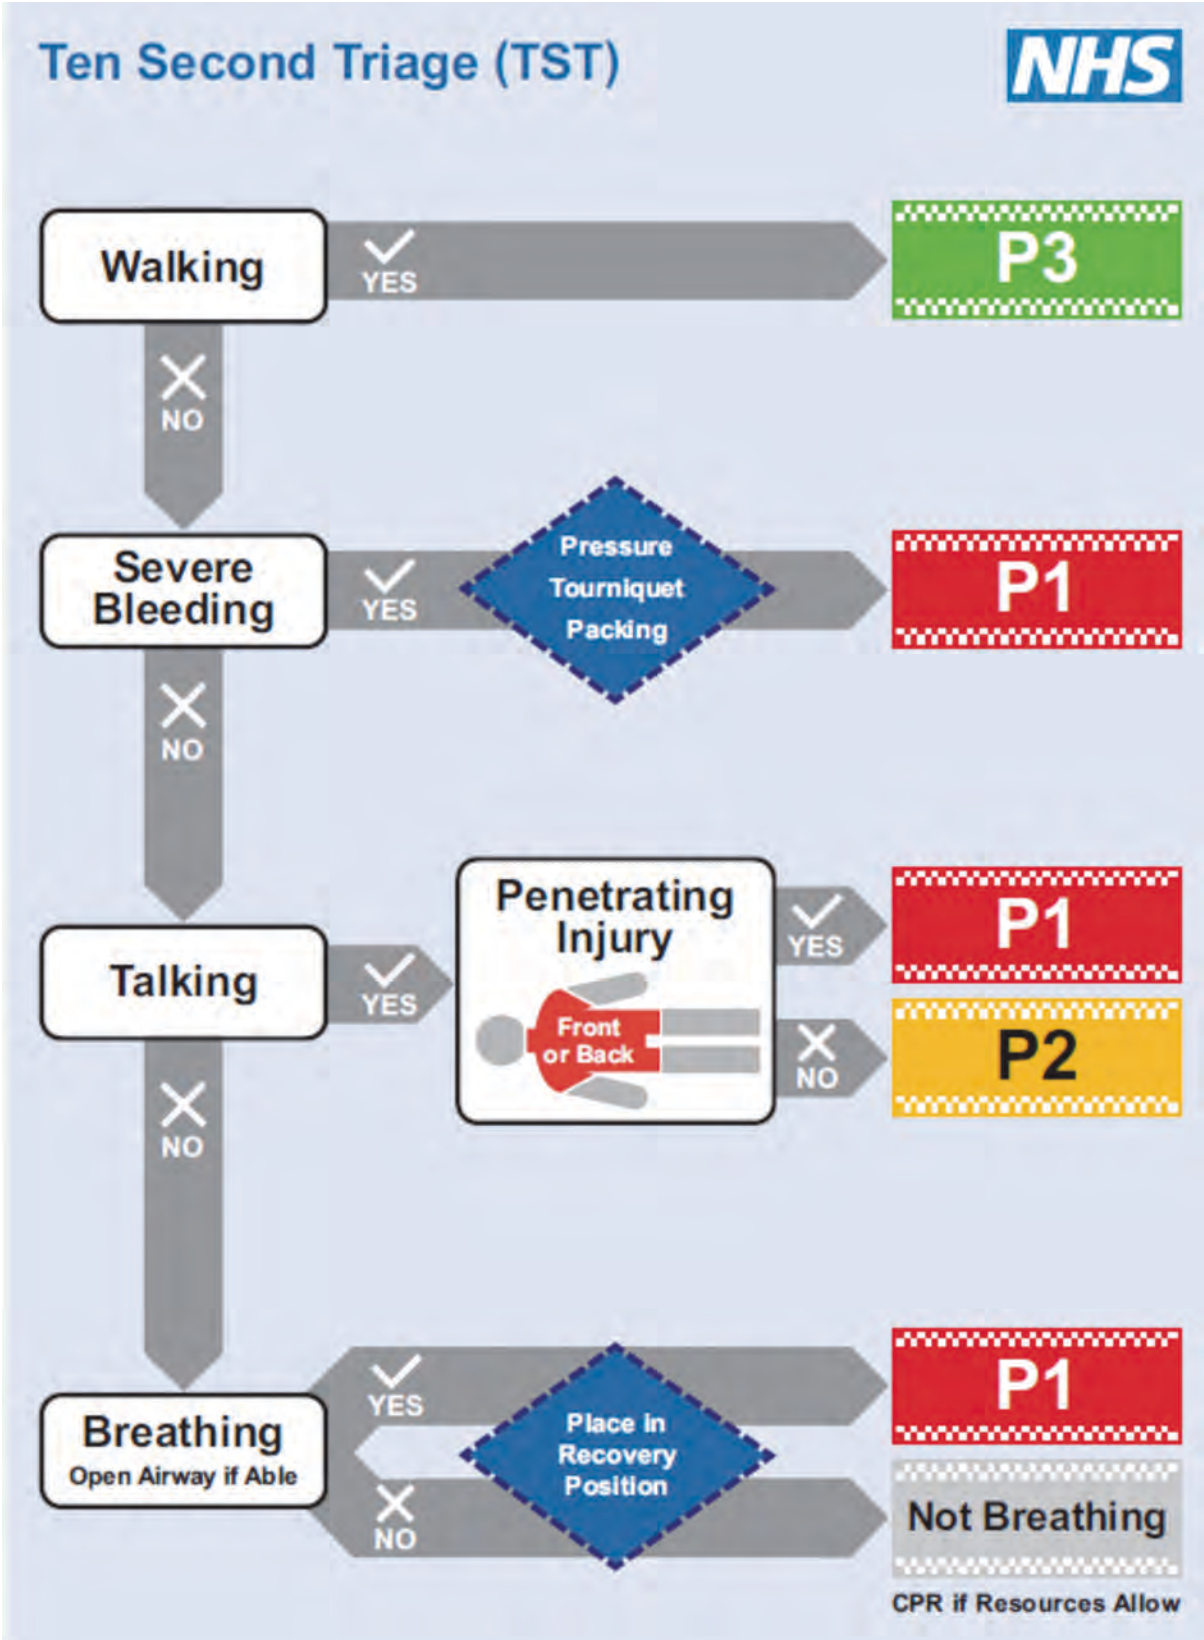 Ten Second Triage (TST)
NHS
Walking
YES
P3
NO
Severe
Bleeding
YES
Pressure
Tourniquet
Packing
P1
NO
Talking
YES
Penetrating
Injury
Front
or Back
YES
P1
NO
P2
NO
Breathing
Open Airway if Able
YES
P1
Place in
Recovery
Position
NO
Not Breathing
CPR if Resources Allow